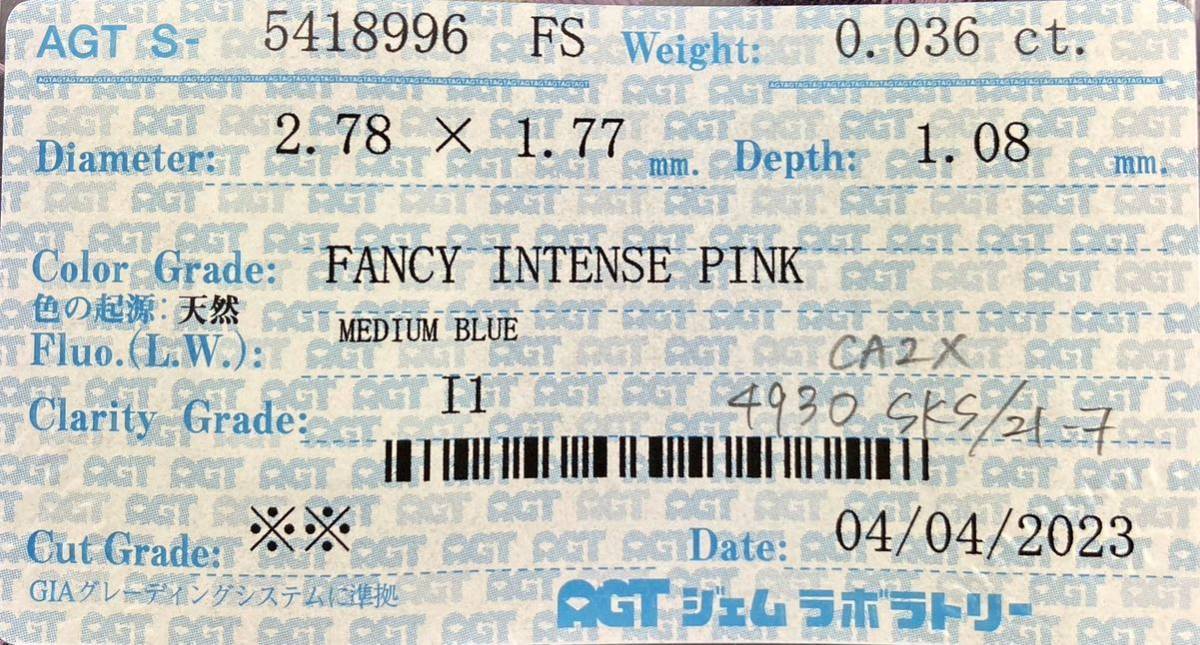 AGT S- 5418996 FS Weight: 0.036 ct.
Diameter: 2.78 × 1.77 mm. Depth: 1.08 mm.
Color Grade: FANCY INTENSE PINK
色の起源: 天然
Fluo.(L.W.): MEDIUM BLUE
CA2X
Clarity Grade: I1 4930 SKS/21-7
Cut Grade: ※※ Date: 04/04/2023
GIAグレーディングシステムに準拠
AGT ジェムラボラトリー